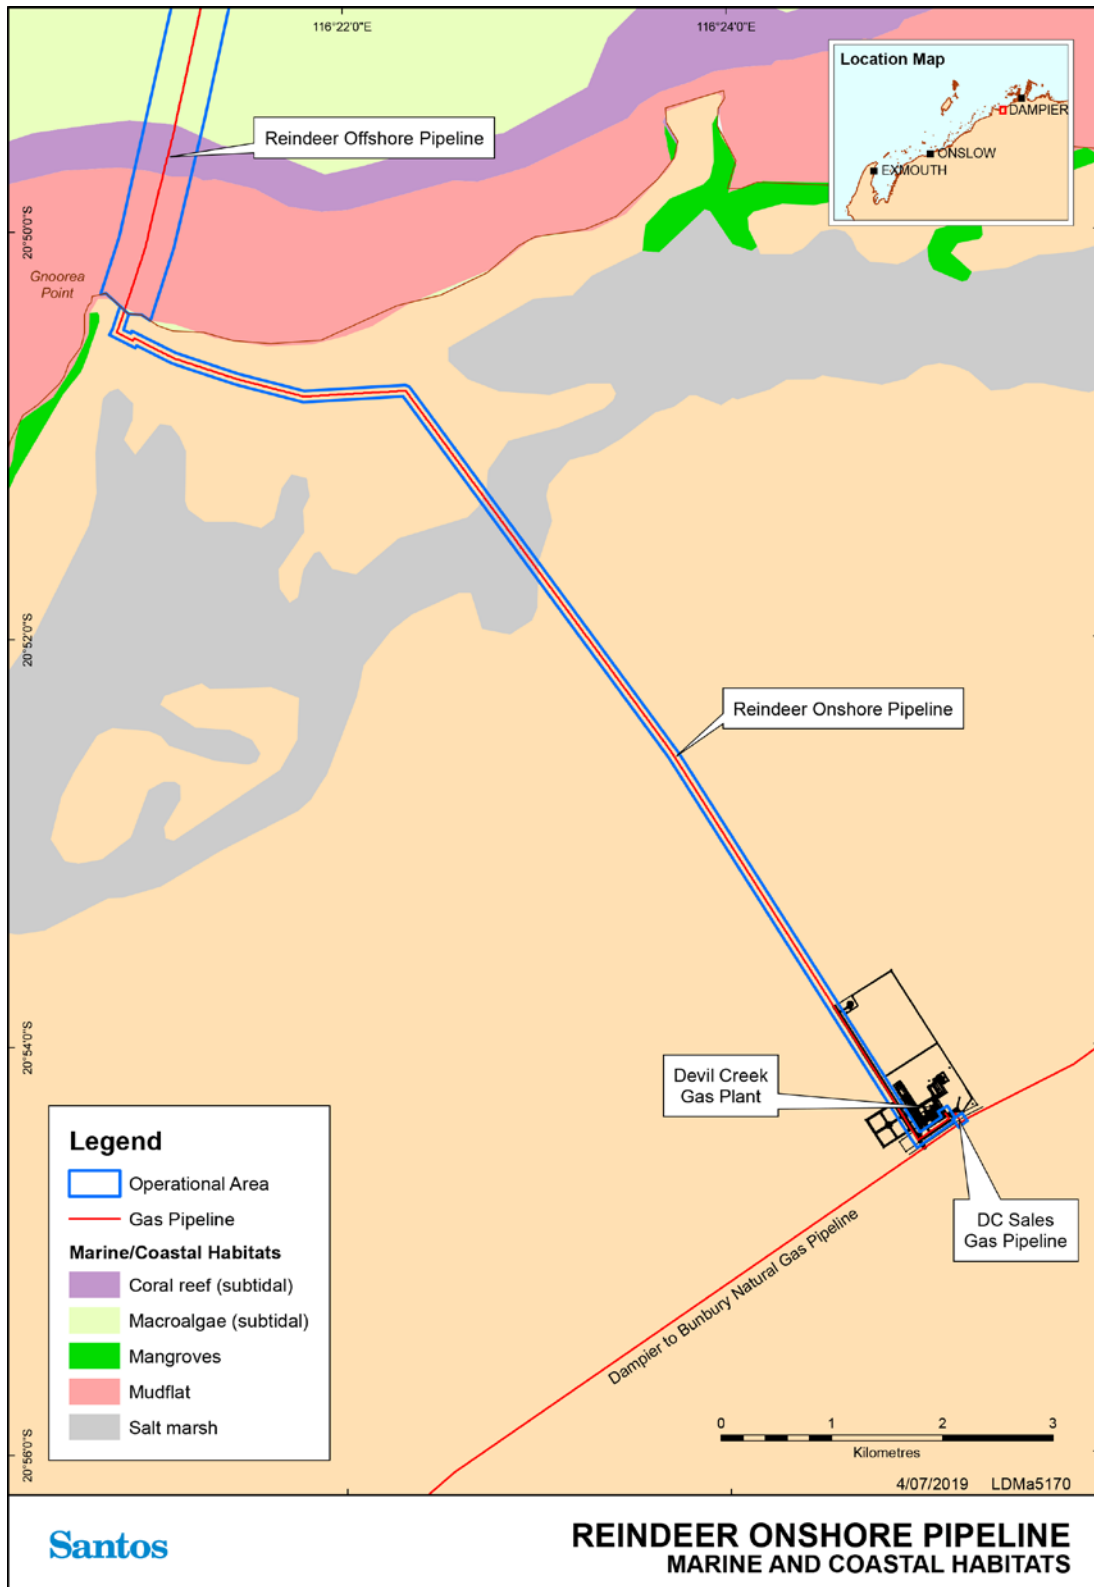 116°22'0"E
116°24'0"E
Location Map
DAMPIER
ONSLOW
EXMOUTH
Reindeer Offshore Pipeline
20°50'0"S
Gnoorea
Point
20°52'0"S
Reindeer Onshore Pipeline
20°54'0"S
Devil Creek
Gas Plant
DC Sales
Gas Pipeline
Dampier to Bunbury Natural Gas Pipeline
Legend
Operational Area
Gas Pipeline
Marine/Coastal Habitats
Coral reef (subtidal)
Macroalgae (subtidal)
Mangroves
Mudflat
Salt marsh
0 1 2 3
Kilometres
20°56'0"S
4/07/2019 LDMa5170
Santos
REINDEER ONSHORE PIPELINE
MARINE AND COASTAL HABITATS